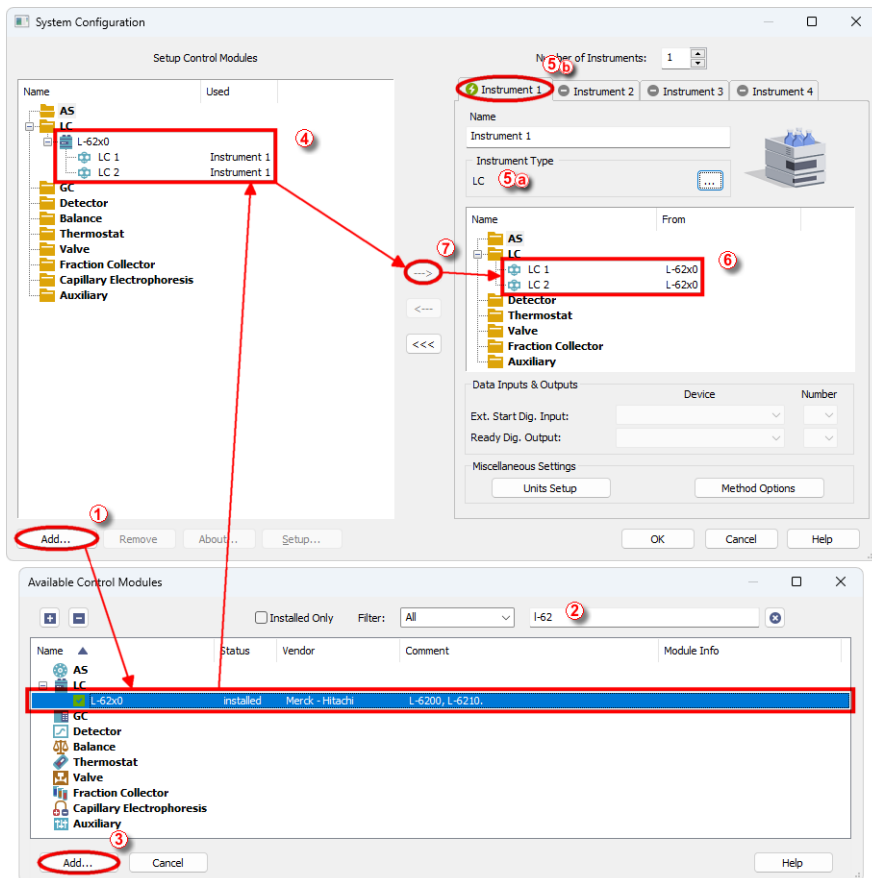 System Configuration
Setup Control Modules
Number of Instruments: 1
Name Used
AS
LC
L-62x0
LC 1 Instrument 1
LC 2 Instrument 1
GC
Detector
Balance
Thermostat
Valve
Fraction Collector
Capillary Electrophoresis
Auxiliary
4
5b
Instrument 1 Instrument 2 Instrument 3 Instrument 4
Name
Instrument 1
Instrument Type
LC 5a ...
Name From
AS
LC
LC 1 L-62x0
LC 2 L-62x0
Detector
Thermostat
Valve
Fraction Collector
Auxiliary
6
7
--->
<---
<<<
Data Inputs & Outputs
Device Number
Ext. Start Dig. Input:
Ready Dig. Output:
Miscellaneous Settings
Units Setup Method Options
1
Add... Remove About... Setup...
OK Cancel Help
Available Control Modules
Installed Only Filter: All l-62 2
Name Status Vendor Comment Module Info
AS
LC
L-62x0 installed Merck - Hitachi L-6200, L-6210.
GC
Detector
Balance
Thermostat
Valve
Fraction Collector
Capillary Electrophoresis
Auxiliary
3
Add... Cancel Help